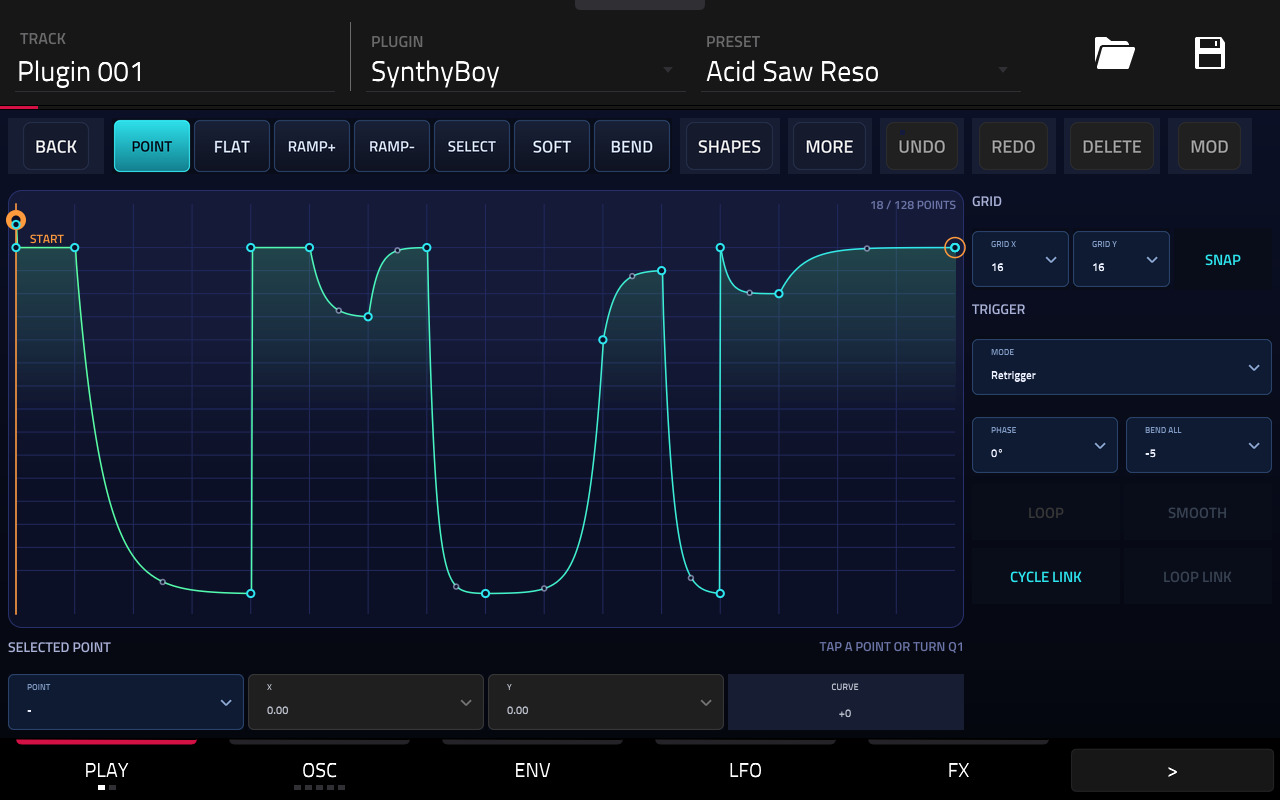 TRACK
Plugin 001
PLUGIN
SynthyBoy
PRESET
Acid Saw Reso
BACK
POINT
FLAT
RAMP+
RAMP-
SELECT
SOFT
BEND
SHAPES
MORE
UNDO
REDO
DELETE
MOD
18 / 128 POINTS
START
GRID
GRID X
16
GRID Y
16
SNAP
TRIGGER
MODE
Retrigger
PHASE
0°
BEND ALL
-5
LOOP
SMOOTH
CYCLE LINK
LOOP LINK
SELECTED POINT
TAP A POINT OR TURN Q1
POINT
-
X
0.00
Y
0.00
CURVE
+0
PLAY
OSC
ENV
LFO
FX
>